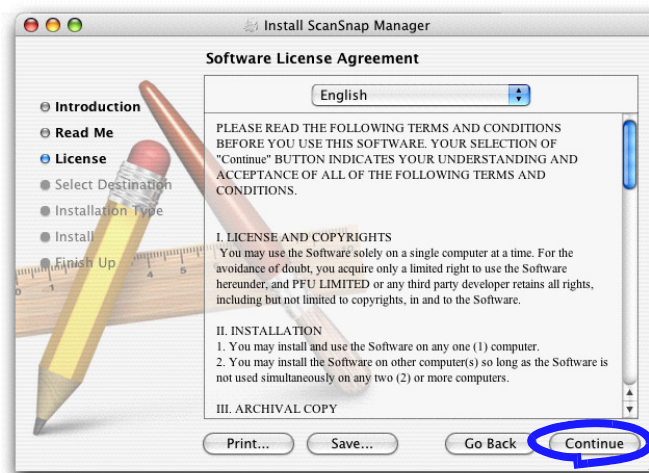 Install ScanSnap Manager
Software License Agreement
English
Introduction
Read Me
License
Select Destination
Installation Type
Install
Finish Up
PLEASE READ THE FOLLOWING TERMS AND CONDITIONS
BEFORE YOU USE THIS SOFTWARE. YOUR SELECTION OF
"Continue" BUTTON INDICATES YOUR UNDERSTANDING AND
ACCEPTANCE OF ALL OF THE FOLLOWING TERMS AND
CONDITIONS.
I. LICENSE AND COPYRIGHTS
You may use the Software solely on a single computer at a time. For the
avoidance of doubt, you acquire only a limited right to use the Software
hereunder, and PFU LIMITED or any third party developer retains all rights,
including but not limited to copyrights, in and to the Software.
II. INSTALLATION
1. You may install and use the Software on any one (1) computer.
2. You may install the Software on other computer(s) so long as the Software is
not used simultaneously on any two (2) or more computers.
III. ARCHIVAL COPY
0 1 4 5
Print... Save... Go Back Continue